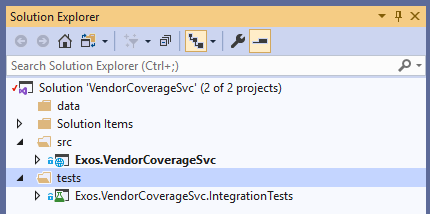 Solution Explorer
Search Solution Explorer (Ctrl+;)
Solution 'VendorCoverageSvc' (2 of 2 projects)
data
Solution Items
src
Exos.VendorCoverageSvc
tests
Exos.VendorCoverageSvc.IntegrationTests